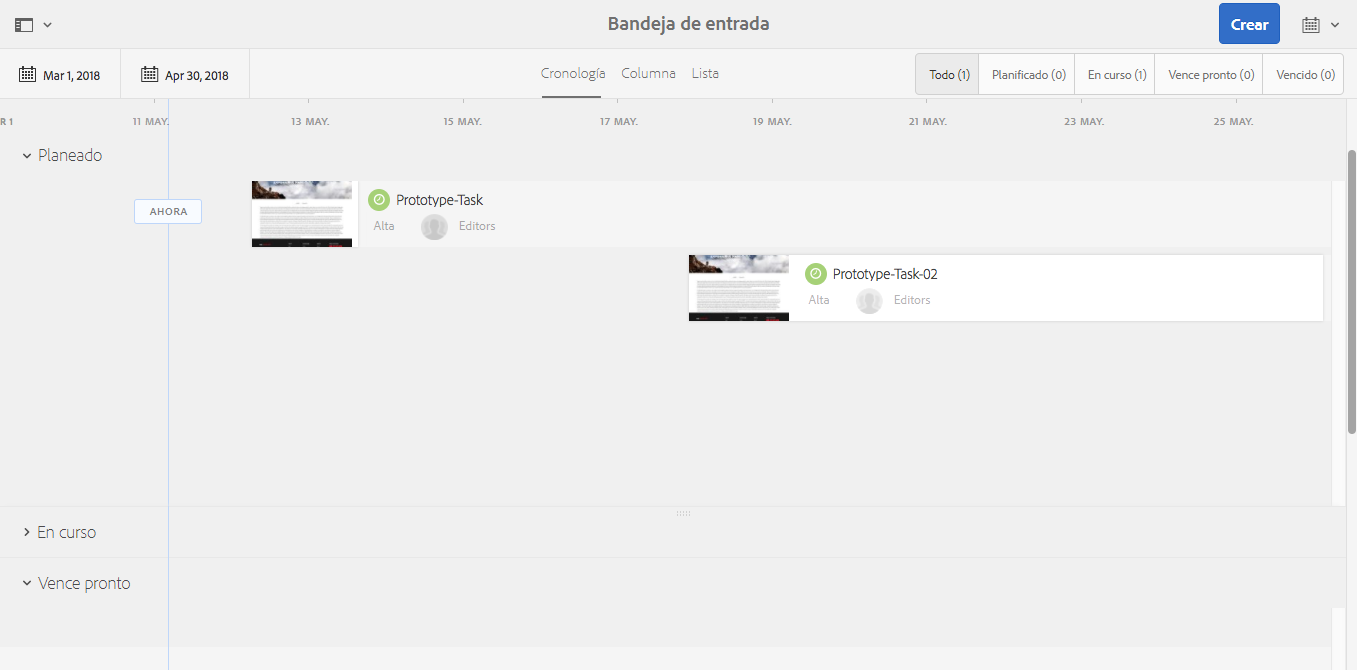 Bandeja de entrada
Crear
Mar 1, 2018
Apr 30, 2018
Cronología Columna Lista
Todo (1) Planificado (0) En curso (1) Vence pronto (0) Vencido (0)
R 1 11 MAY. 13 MAY. 15 MAY. 17 MAY. 19 MAY. 21 MAY. 23 MAY. 25 MAY.
Planeado
AHORA
Prototype-Task
Alta Editors
Prototype-Task-02
Alta Editors
En curso
Vence pronto